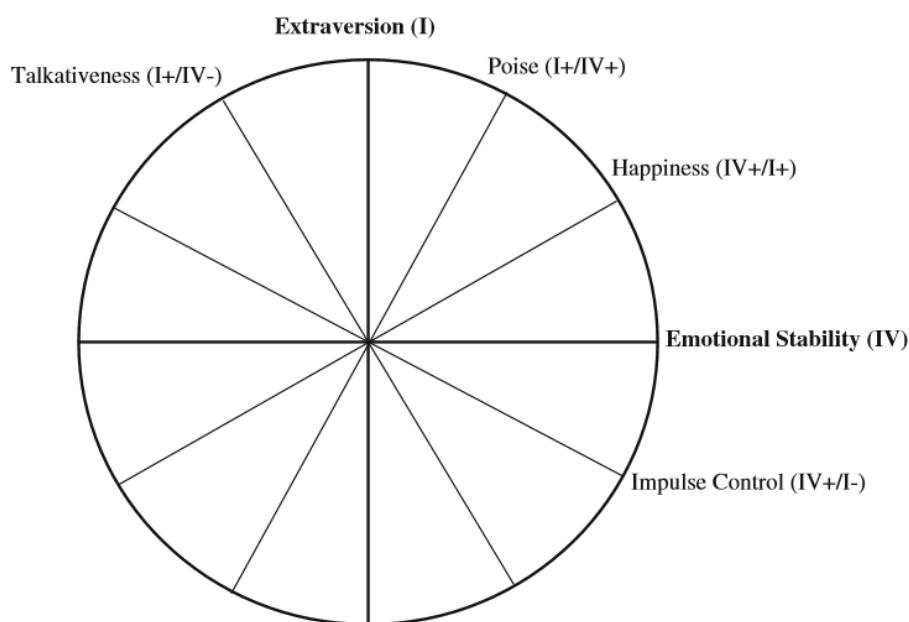 Extraversion (I)
Talkativeness (I+/IV-)
Poise (I+/IV+)
Happiness (IV+/I+)
Emotional Stability (IV)
Impulse Control (IV+/I-)